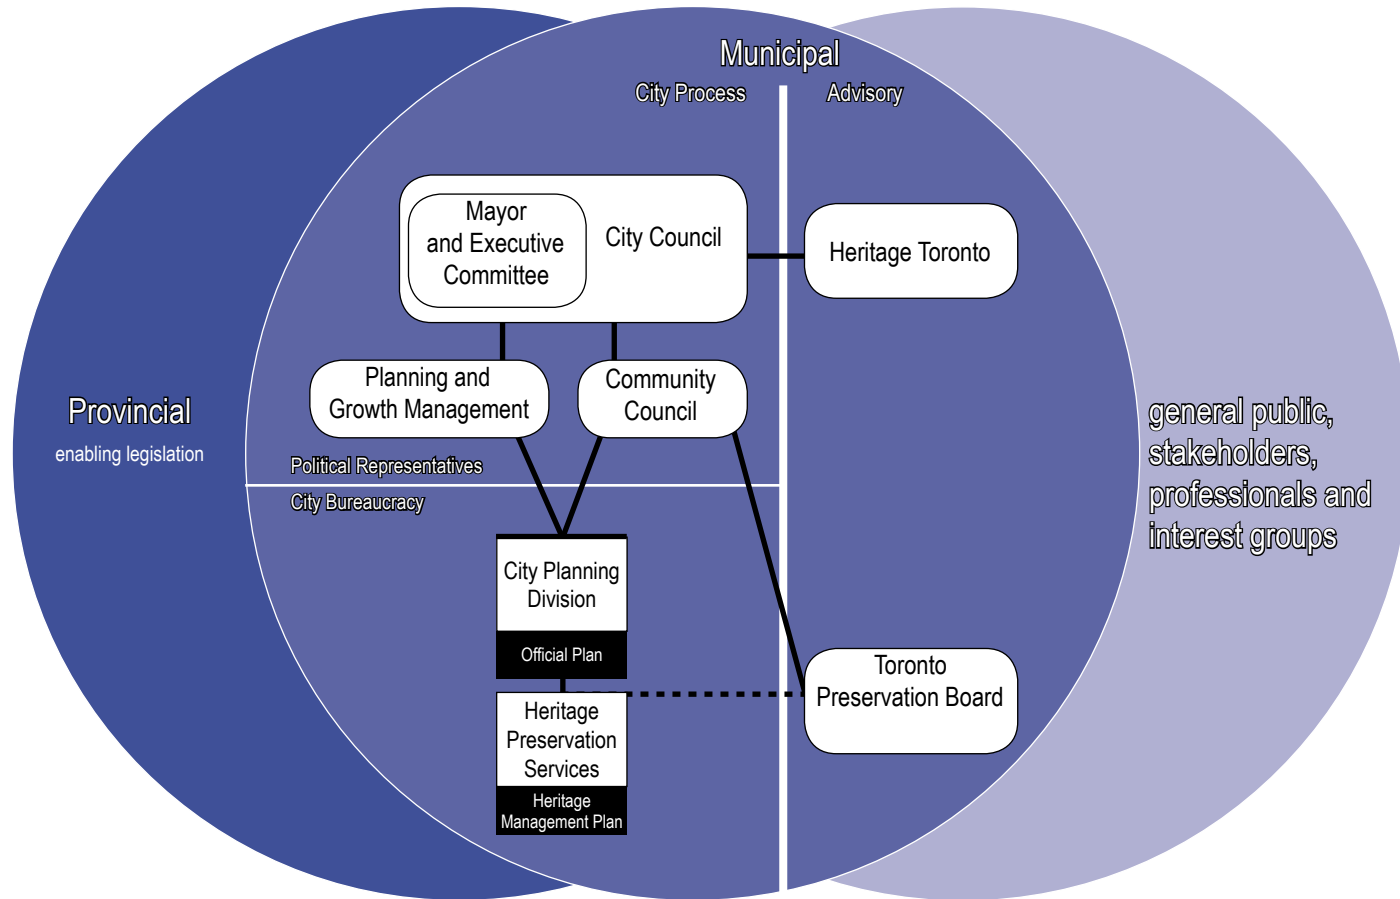 Municipal
City Process
Advisory
Mayor
and Executive
Committee
City Council
Heritage Toronto
Planning and
Growth Management
Community
Council
Provincial
enabling legislation
general public,
stakeholders,
professionals and
interest groups
Political Representatives
City Bureaucracy
City Planning
Division
Official Plan
Toronto
Preservation Board
Heritage
Preservation
Services
Heritage
Management Plan